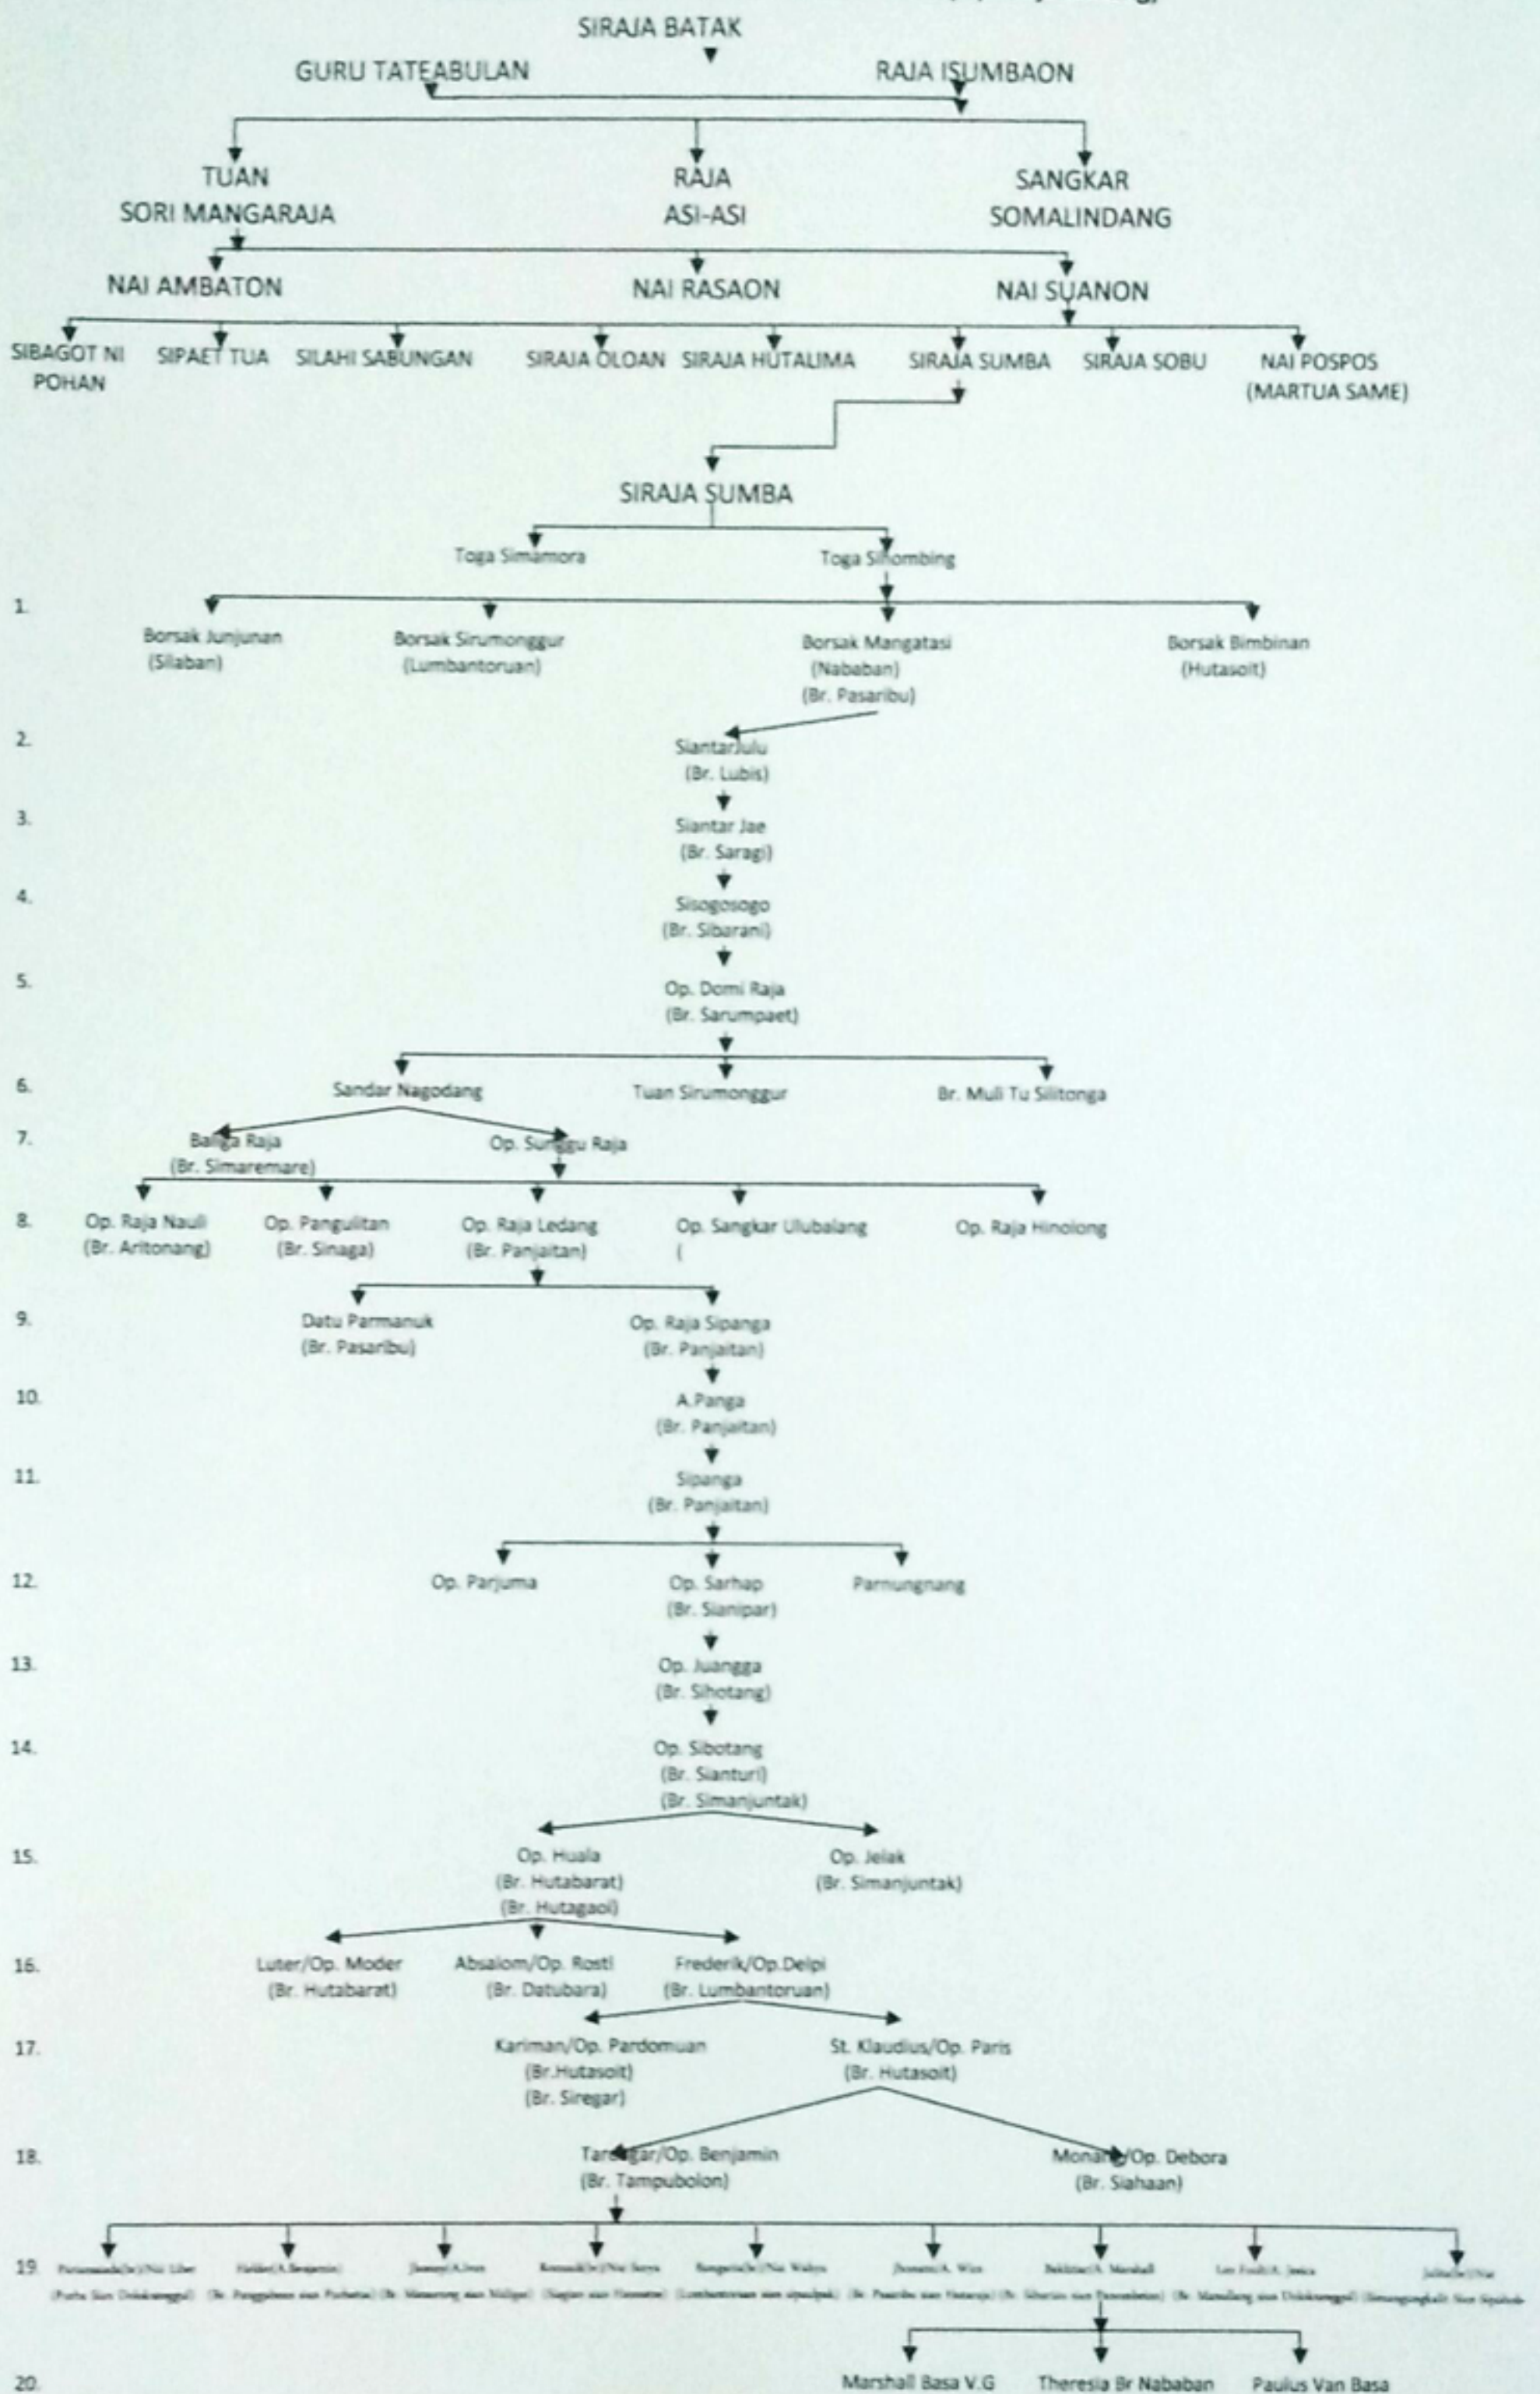 SIRAJA BATAK
GURU TATEABULAN RAJA ISUMBAON
TUAN RAJA SANGKAR
SORI MANGARAJA ASI-ASI SOMALINDANG
NAI AMBATON NAI RASAON NAI SUANON
SIBAGOT NI SIPAET TUA SILAHI SABUNGAN SIRAJA OLOAN SIRAJA HUTALIMA SIRAJA SUMBA SIRAJA SOBU NAI POSPOS
POHAN (MARTUA SAME)
SIRAJA SUMBA
Toga Simamora Toga Sihombing
1.
Borsak Junjunan Borsak Sirumonggur Borsak Mangatasi Borsak Bimbinan
(Silaban) (Lumbantoruan) (Nababan) (Hutasoit)
(Br. Pasaribu)
2. SiantarJulu
(Br. Lubis)
3. Siantar Jae
(Br. Saragi)
4. Sisogosogo
(Br. Sibarani)
5. Op. Domi Raja
(Br. Sarumpaet)
6. Sandar Nagodang Tuan Sirumonggur Br. Muli Tu Silitonga
7. Baliga Raja Op. Sunggu Raja
(Br. Simaremare)
8. Op. Raja Nauli Op. Pangulitan Op. Raja Ledang Op. Sangkar Ulubalang Op. Raja Hinolong
(Br. Aritonang) (Br. Sinaga) (Br. Panjaitan) (
9. Datu Parmanuk Op. Raja Sipanga
(Br. Pasaribu) (Br. Panjaitan)
10. A.Panga
(Br. Panjaitan)
11. Sipanga
(Br. Panjaitan)
12. Op. Parjuma Op. Sarhap Parnungnang
(Br. Sianipar)
13. Op. Juangga
(Br. Sihotang)
14. Op. Sibotang
(Br. Sianturi)
(Br. Simanjuntak)
15. Op. Huala Op. Jelak
(Br. Hutabarat) (Br. Simanjuntak)
(Br. Hutagaol)
16. Luter/Op. Moder Absalom/Op. Rosti Frederik/Op.Delpi
(Br. Hutabarat) (Br. Datubara) (Br. Lumbantoruan)
17. Kariman/Op. Pardomuan St. Klaudius/Op. Paris
(Br.Hutasoit) (Br. Hutasoit)
(Br. Siregar)
18. /Op. Benjamin /Op. Debora
(Br. Tampubolon) (Br. Siahaan)
19.
20. Marshall Basa V.G Theresia Br Nababan Paulus Van Basa